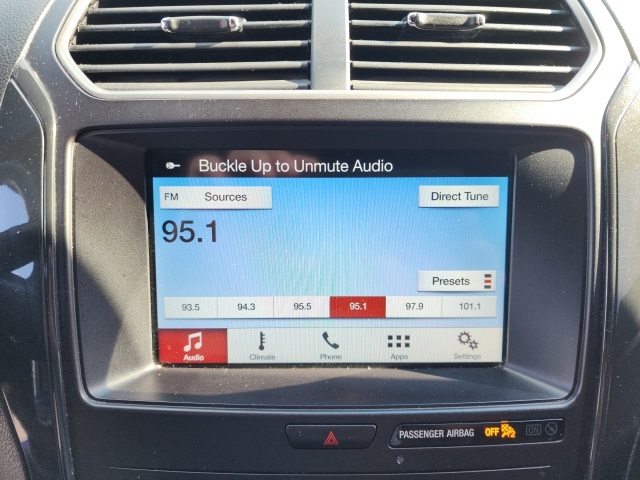 Buckle Up to Unmute Audio
FM Sources Direct Tune
95.1
Presets
93.5 94.3 95.5 95.1 97.9 101.1
Audio Climate Phone Apps Settings
PASSENGER AIRBAG OFF 2 ON